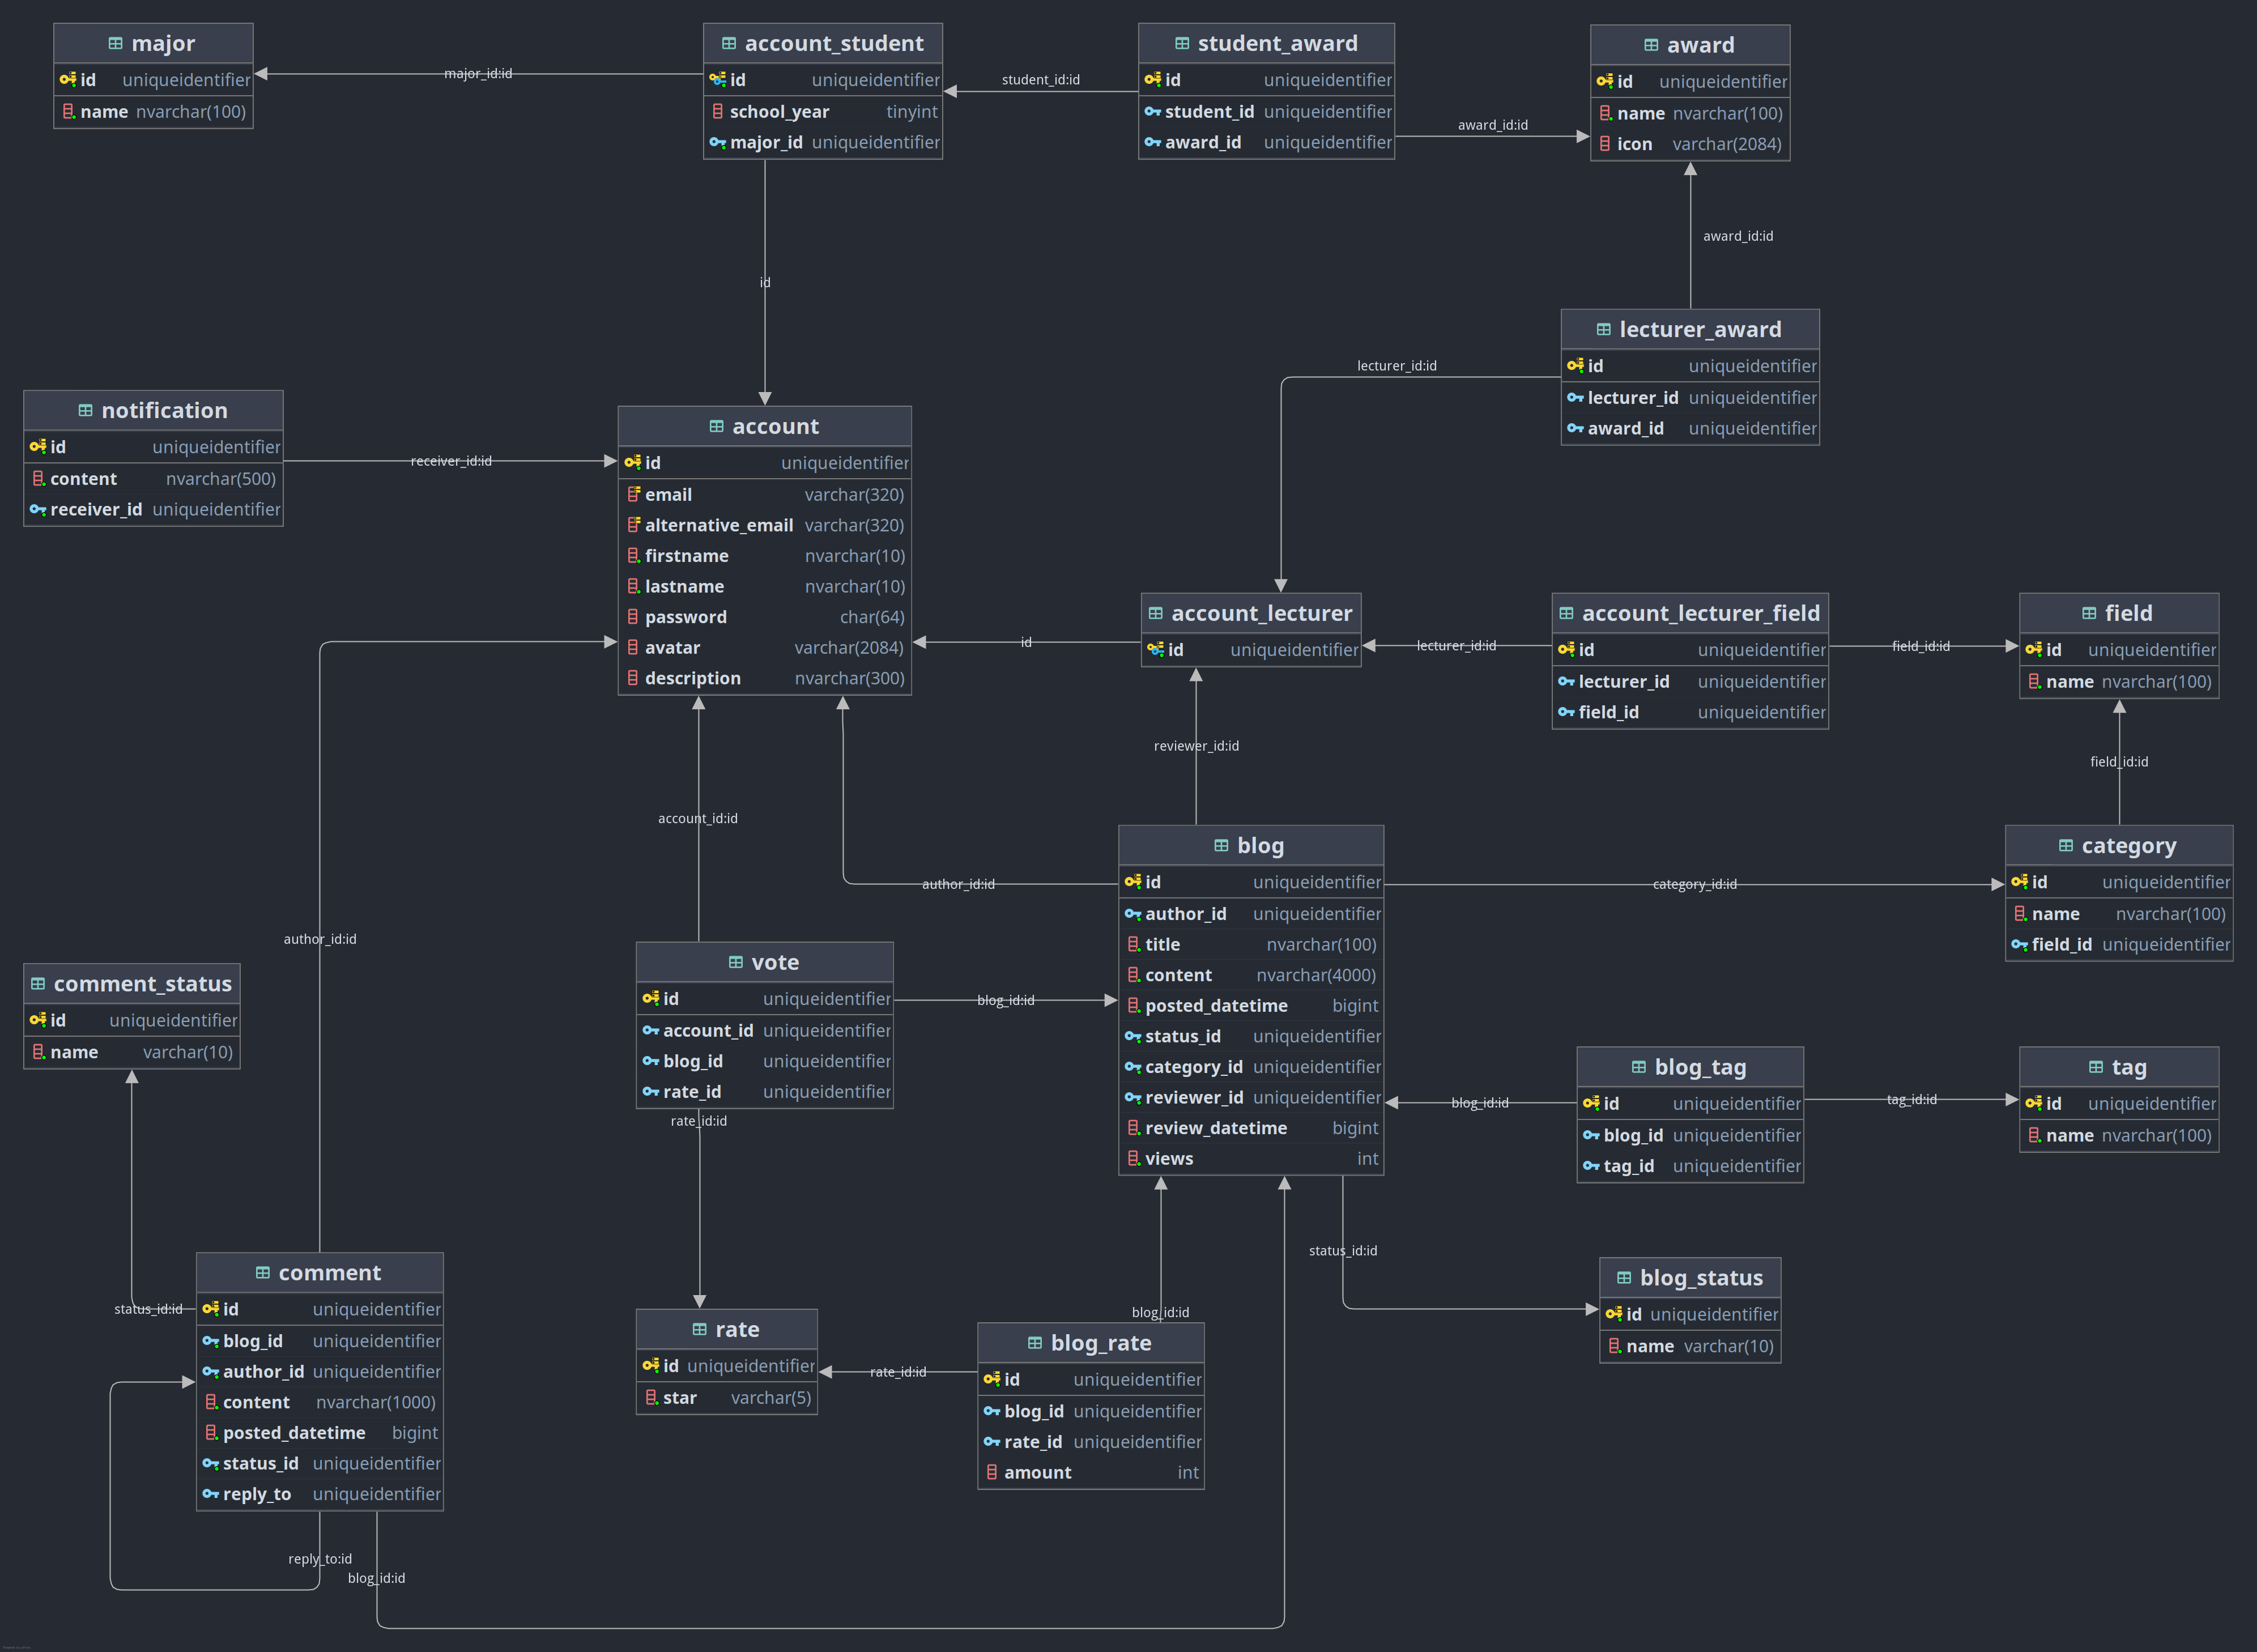 major
id uniqueidentifier
name nvarchar(100)
major_id:id
account_student
id uniqueidentifier
school_year tinyint
major_id uniqueidentifier
student_id:id
student_award
id uniqueidentifier
student_id uniqueidentifier
award_id uniqueidentifier
award_id:id
award
id uniqueidentifier
name nvarchar(100)
icon varchar(2084)
id
award_id:id
lecturer_award
id uniqueidentifier
lecturer_id uniqueidentifier
award_id uniqueidentifier
lecturer_id:id
notification
id uniqueidentifier
content nvarchar(500)
receiver_id uniqueidentifier
receiver_id:id
account
id uniqueidentifier
email varchar(320)
alternative_email varchar(320)
firstname nvarchar(10)
lastname nvarchar(10)
password char(64)
avatar varchar(2084)
description nvarchar(300)
id
account_lecturer
id uniqueidentifier
lecturer_id:id
account_lecturer_field
id uniqueidentifier
lecturer_id uniqueidentifier
field_id uniqueidentifier
field_id:id
field
id uniqueidentifier
name nvarchar(100)
reviewer_id:id
field_id:id
account_id:id
author_id:id
blog
id uniqueidentifier
author_id uniqueidentifier
title nvarchar(100)
content nvarchar(4000)
posted_datetime bigint
status_id uniqueidentifier
category_id uniqueidentifier
reviewer_id uniqueidentifier
review_datetime bigint
views int
category_id:id
category
id uniqueidentifier
name nvarchar(100)
field_id uniqueidentifier
author_id:id
comment_status
id uniqueidentifier
name varchar(10)
vote
id uniqueidentifier
account_id uniqueidentifier
blog_id uniqueidentifier
rate_id uniqueidentifier
blog_id:id
rate_id:id
blog_id:id
blog_tag
id uniqueidentifier
blog_id uniqueidentifier
tag_id uniqueidentifier
tag_id:id
tag
id uniqueidentifier
name nvarchar(100)
status_id:id
blog_status
id uniqueidentifier
name varchar(10)
status_id:id
comment
id uniqueidentifier
blog_id uniqueidentifier
author_id uniqueidentifier
content nvarchar(1000)
posted_datetime bigint
status_id uniqueidentifier
reply_to uniqueidentifier
rate
id uniqueidentifier
star varchar(5)
rate_id:id
blog_id:id
blog_rate
id uniqueidentifier
blog_id uniqueidentifier
rate_id uniqueidentifier
amount int
reply_to:id
blog_id:id